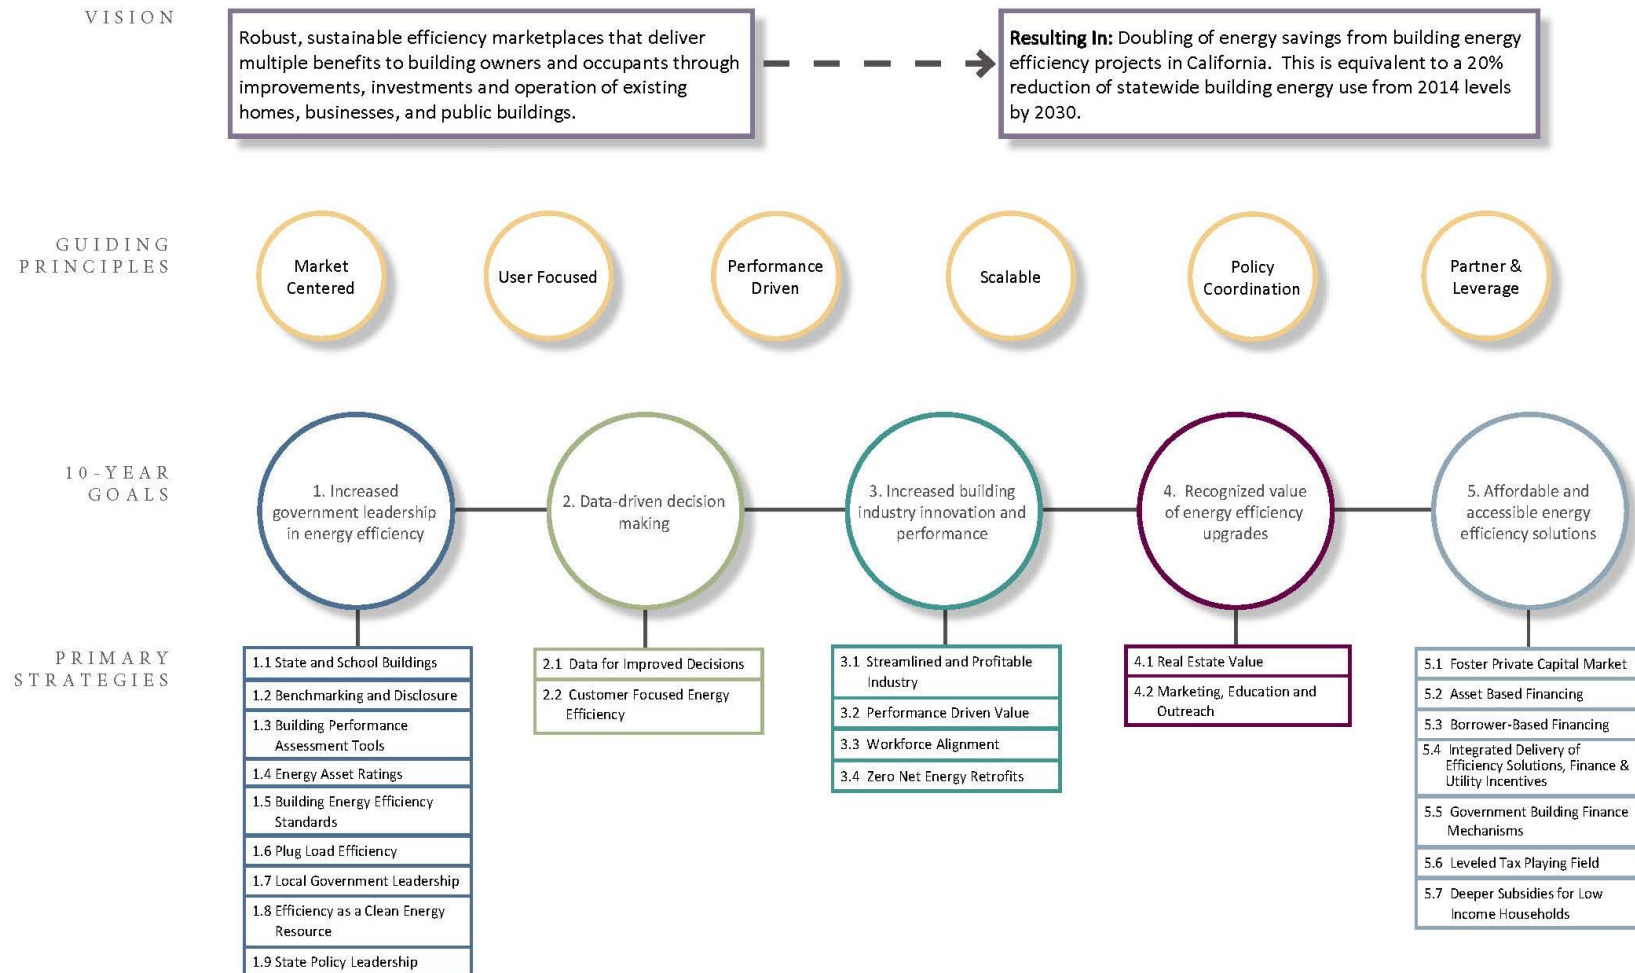 VISION
Robust, sustainable efficiency marketplaces that deliver
multiple benefits to building owners and occupants through
improvements, investments and operation of existing
homes, businesses, and public buildings.
Resulting In: Doubling of energy savings from building energy
efficiency projects in California. This is equivalent to a 20%
reduction of statewide building energy use from 2014 levels
by 2030.
GUIDING
PRINCIPLES
Market
Centered
User Focused
Performance
Driven
Scalable
Policy
Coordination
Partner &
Leverage
10-YEAR
GOALS
1. Increased
government leadership
in energy efficiency
2. Data-driven decision
making
3. Increased building
industry innovation and
performance
4. Recognized value
of energy efficiency
upgrades
5. Affordable and
accessible energy
efficiency solutions
PRIMARY
STRATEGIES
1.1 State and School Buildings
1.2 Benchmarking and Disclosure
1.3 Building Performance
Assessment Tools
1.4 Energy Asset Ratings
1.5 Building Energy Efficiency
Standards
1.6 Plug Load Efficiency
1.7 Local Government Leadership
1.8 Efficiency as a Clean Energy
Resource
1.9 State Policy Leadership
2.1 Data for Improved Decisions
2.2 Customer Focused Energy
Efficiency
3.1 Streamlined and Profitable
Industry
3.2 Performance Driven Value
3.3 Workforce Alignment
3.4 Zero Net Energy Retrofits
4.1 Real Estate Value
4.2 Marketing, Education and
Outreach
5.1 Foster Private Capital Market
5.2 Asset Based Financing
5.3 Borrower-Based Financing
5.4 Integrated Delivery of
Efficiency Solutions, Finance &
Utility Incentives
5.5 Government Building Finance
Mechanisms
5.6 Leveled Tax Playing Field
5.7 Deeper Subsidies for Low
Income Households